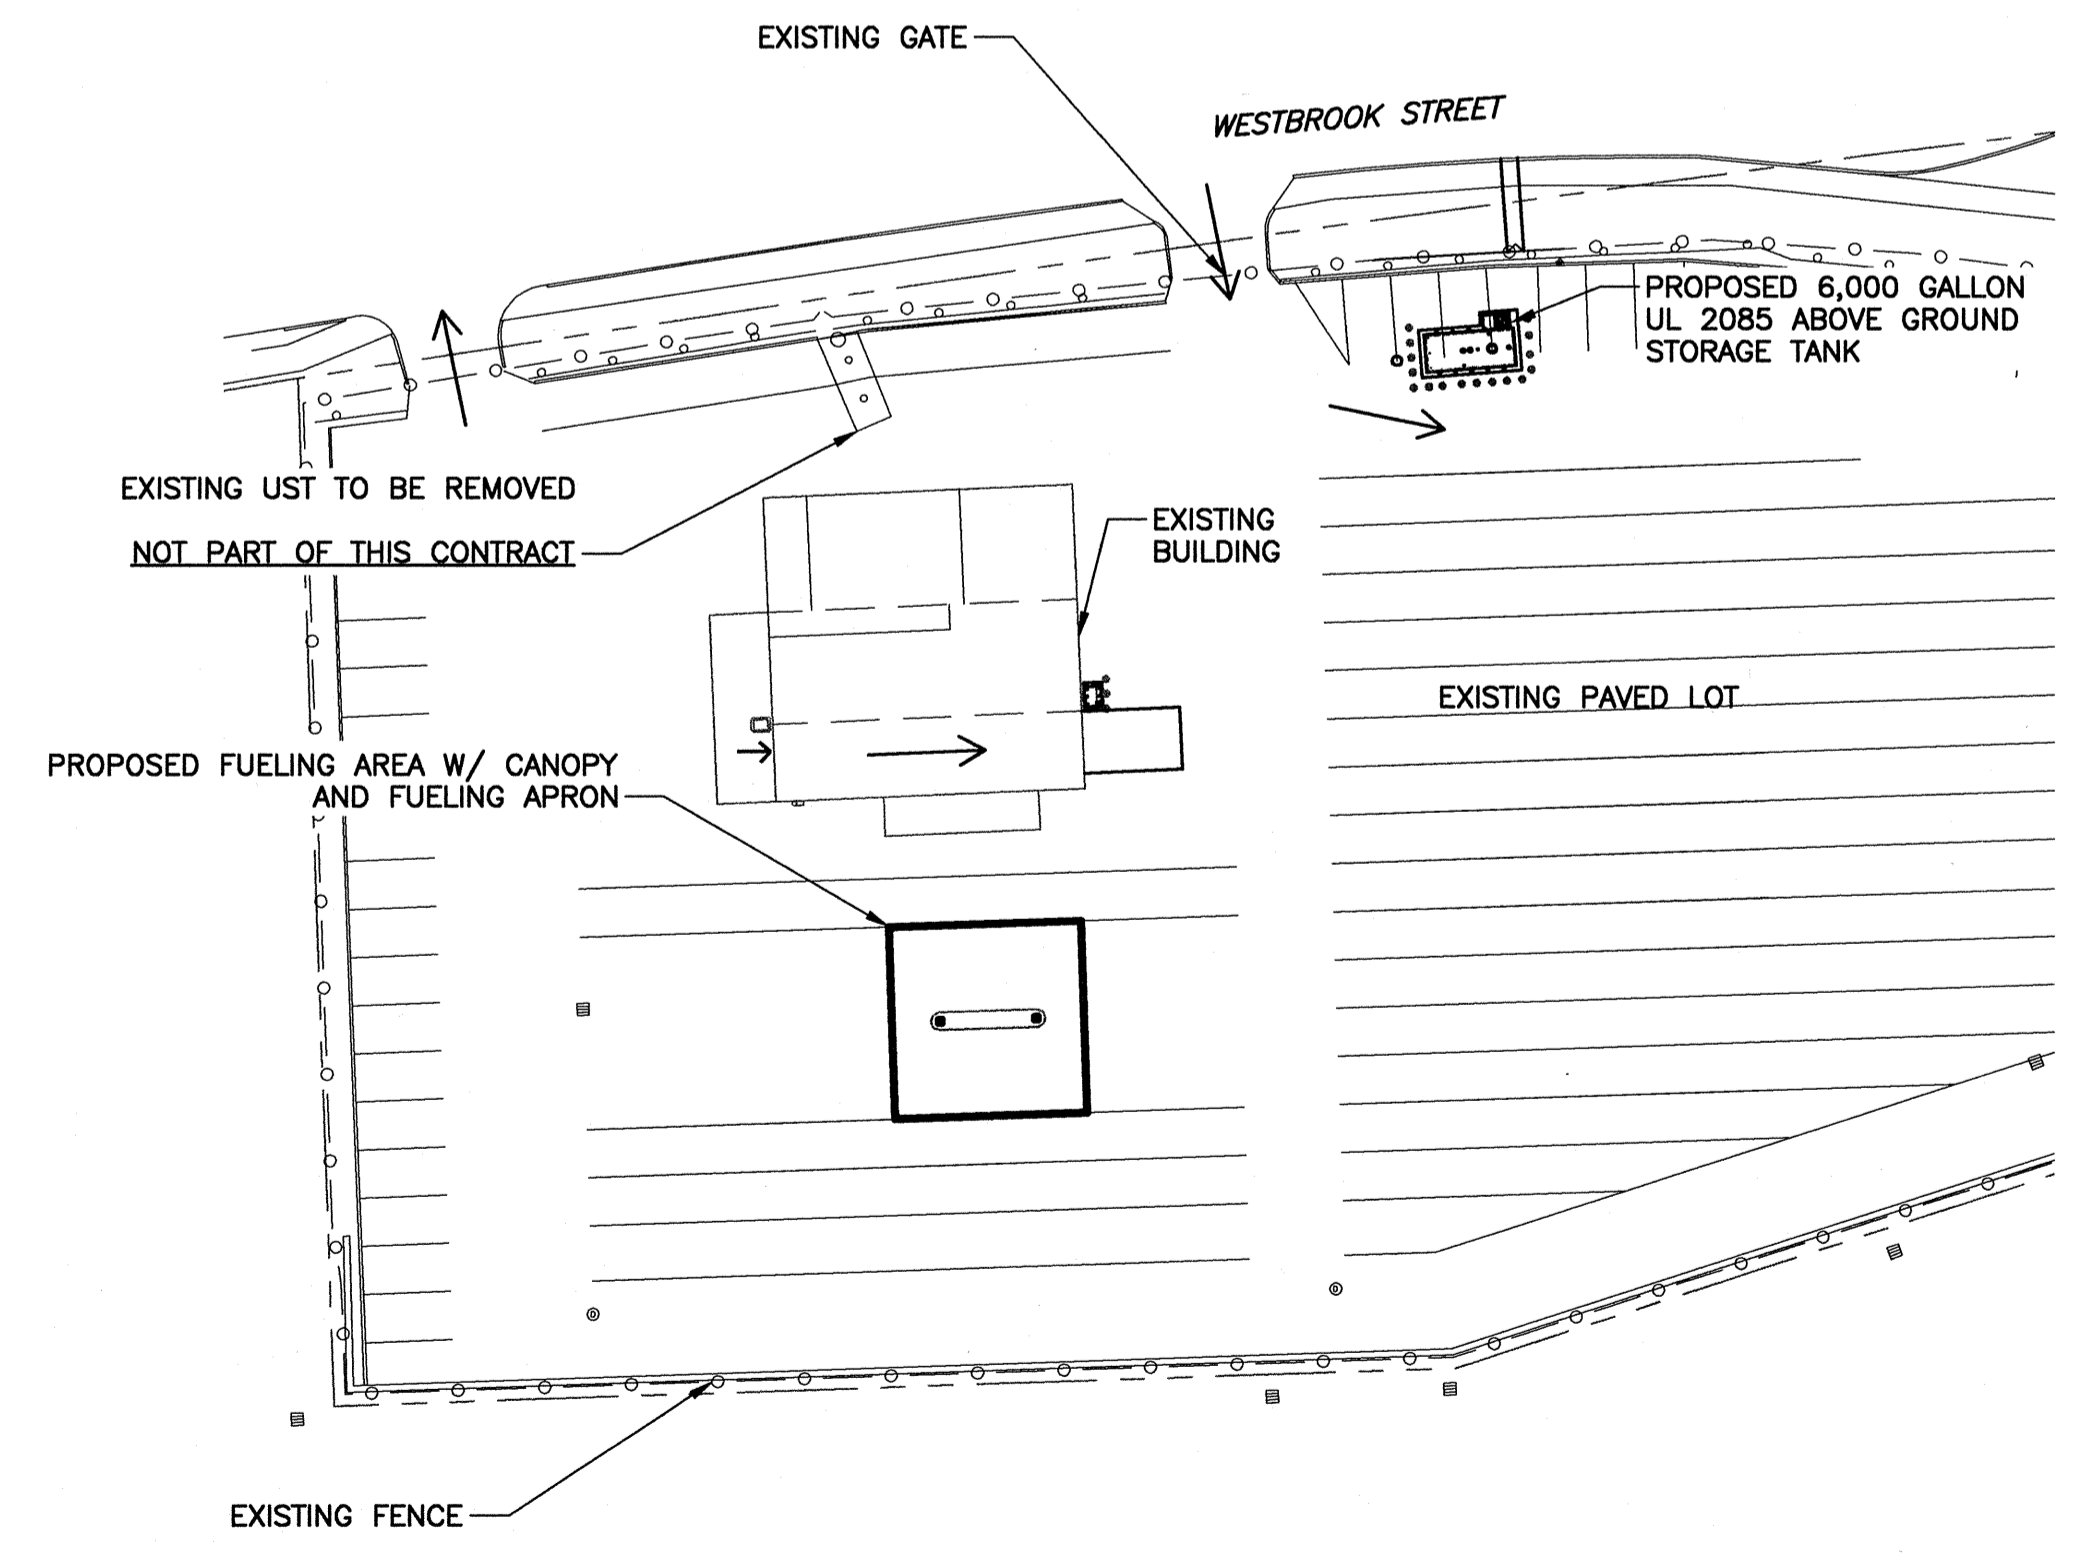 EXISTING GATE
WESTBROOK STREET
PROPOSED 6,000 GALLON
UL 2085 ABOVE GROUND
STORAGE TANK
EXISTING UST TO BE REMOVED
NOT PART OF THIS CONTRACT
EXISTING
BUILDING
EXISTING PAVED LOT
PROPOSED FUELING AREA W/ CANOPY
AND FUELING APRON
EXISTING FENCE